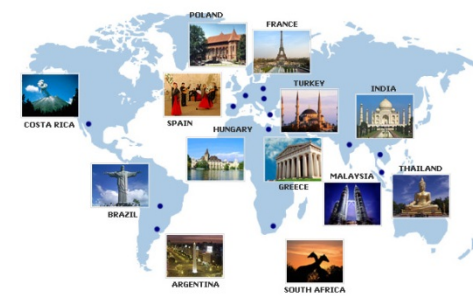 POLAND
FRANCE
TURKEY
INDIA
COSTA RICA
SPAIN
HUNGARY
GREECE
MALAYSIA
THAILAND
BRAZIL
ARGENTINA
SOUTH AFRICA